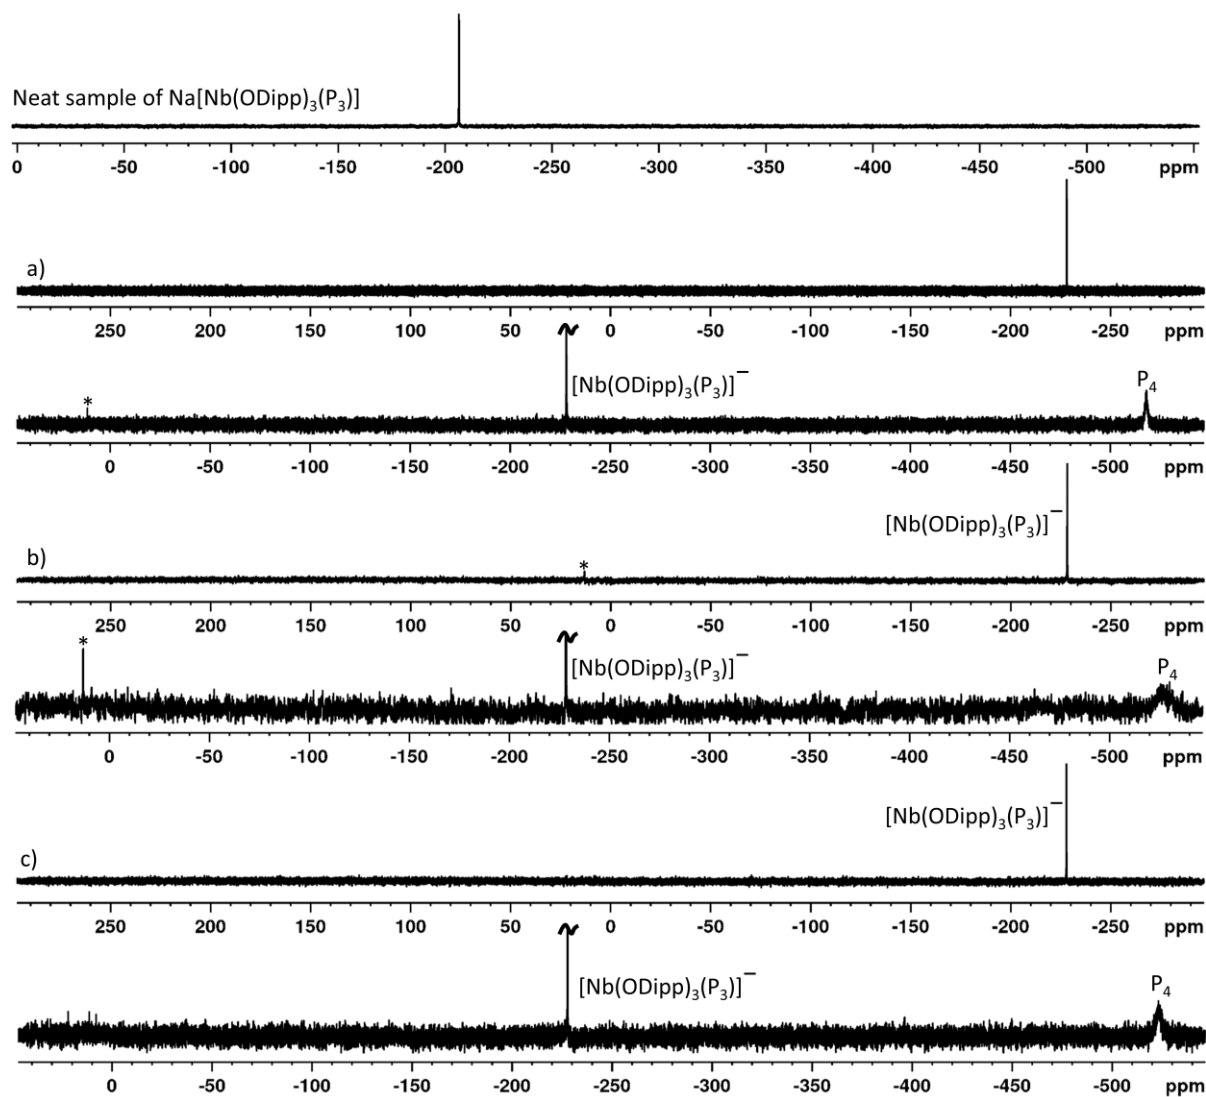 Neat sample of Na[Nb(ODipp)₃(P₃)]
0 -50 -100 -150 -200 -250 -300 -350 -400 -450 -500 ppm
a)
250 200 150 100 50 0 -50 -100 -150 -200 -250 ppm
P₄
[Nb(ODipp)₃(P₃)]⁻
*
0 -50 -100 -150 -200 -250 -300 -350 -400 -450 -500 ppm
[Nb(ODipp)₃(P₃)]⁻
b)
*
250 200 150 100 50 0 -50 -100 -150 -200 -250 ppm
*
[Nb(ODipp)₃(P₃)]⁻ P₄
0 -50 -100 -150 -200 -250 -300 -350 -400 -450 -500 ppm
[Nb(ODipp)₃(P₃)]⁻
c)
250 200 150 100 50 0 -50 -100 -150 -200 -250 ppm
[Nb(ODipp)₃(P₃)]⁻ P₄
0 -50 -100 -150 -200 -250 -300 -350 -400 -450 -500 ppm